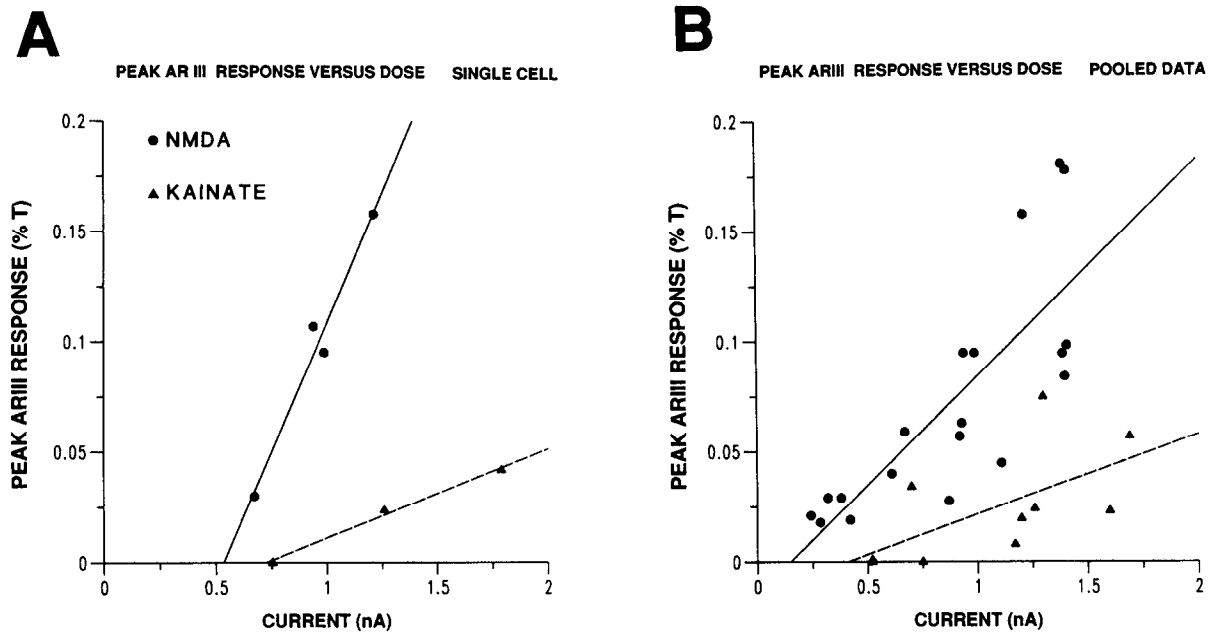 A
PEAK AR III RESPONSE VERSUS DOSE SINGLE CELL
0.2
0.15
0.1
0.05
0
PEAK ARIII RESPONSE (% T)
● NMDA
▲ KAINATE
0 0.5 1 1.5 2
CURRENT (nA)
B
PEAK ARIII RESPONSE VERSUS DOSE POOLED DATA
0.2
0.15
0.1
0.05
0
PEAK ARIII RESPONSE (% T)
0 0.5 1 1.5 2
CURRENT (nA)